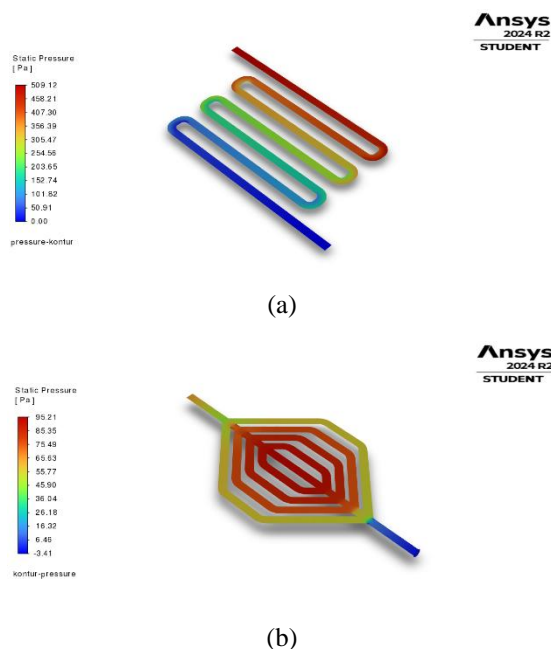 Ansys
2024 R2
STUDENT
Static Pressure
[ Pa ]
509.12
458.21
407.30
356.39
305.47
254.56
203.65
152.74
101.82
50.91
0.00
pressure-kontur
(a)
Ansys
2024 R2
STUDENT
Static Pressure
[ Pa ]
95.21
85.35
75.49
65.63
55.77
45.90
36.04
26.18
16.32
6.46
-3.41
kontur-pressure
(b)